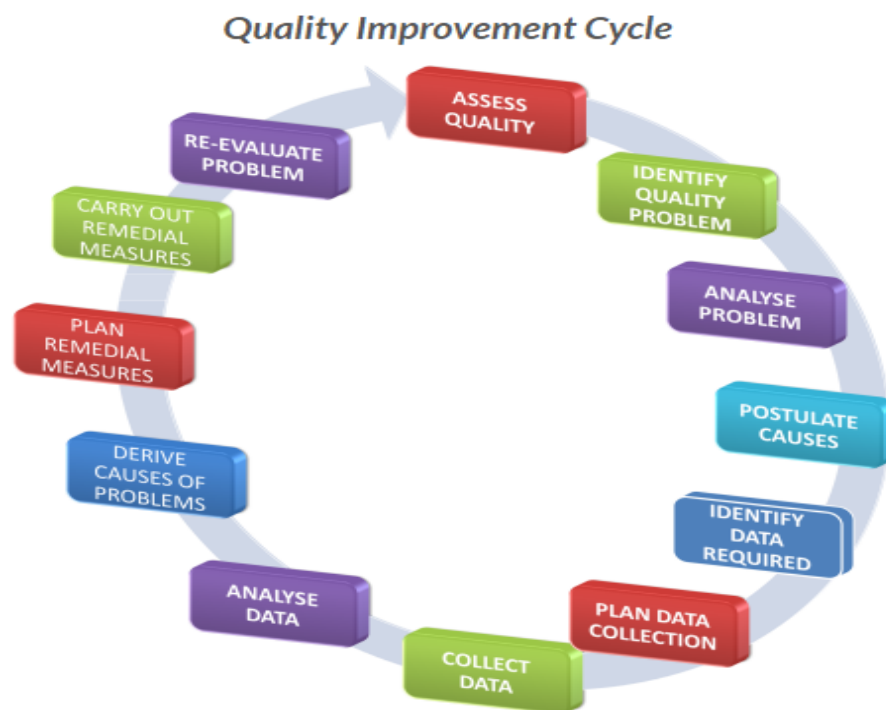 Quality Improvement Cycle
ASSESS
QUALITY
IDENTIFY
QUALITY
PROBLEM
ANALYSE
PROBLEM
POSTULATE
CAUSES
IDENTIFY
DATA
REQUIRED
PLAN DATA
COLLECTION
COLLECT
DATA
ANALYSE
DATA
DERIVE
CAUSES OF
PROBLEMS
PLAN
REMEDIAL
MEASURES
CARRY OUT
REMEDIAL
MEASURES
RE-EVALUATE
PROBLEM